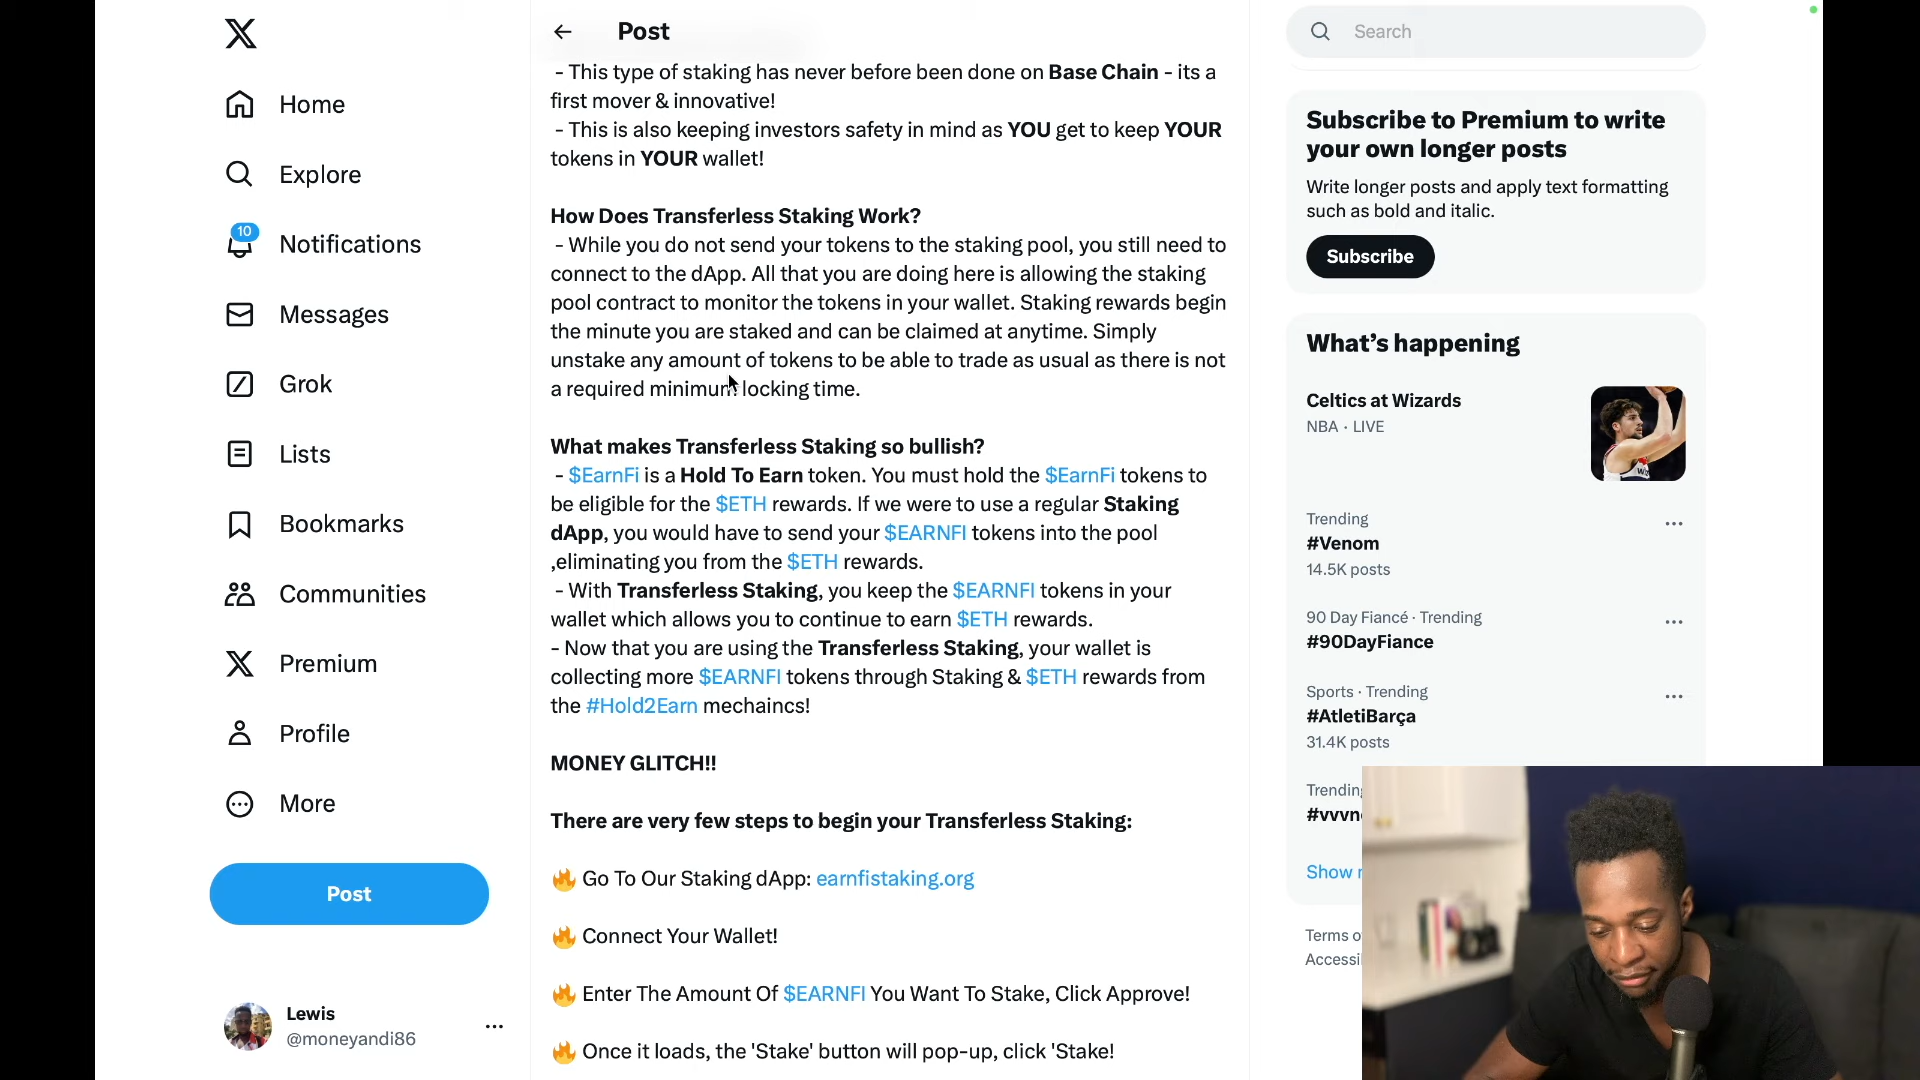 Home
Explore
10
Notifications
Messages
Grok
Lists
Bookmarks
Communities
Premium
Profile
More
Post
Lewis
@moneyandi86
Post
- This type of staking has never before been done on Base Chain - its a
first mover & innovative!
- This is also keeping investors safety in mind as YOU get to keep YOUR
tokens in YOUR wallet!
How Does Transferless Staking Work?
- While you do not send your tokens to the staking pool, you still need to
connect to the dApp. All that you are doing here is allowing the staking
pool contract to monitor the tokens in your wallet. Staking rewards begin
the minute you are staked and can be claimed at anytime. Simply
unstake any amount of tokens to be able to trade as usual as there is not
a required minimum locking time.
What makes Transferless Staking so bullish?
- $EarnFi is a Hold To Earn token. You must hold the $EarnFi tokens to
be eligible for the $ETH rewards. If we were to use a regular Staking
dApp, you would have to send your $EARNFI tokens into the pool
,eliminating you from the $ETH rewards.
- With Transferless Staking, you keep the $EARNFI tokens in your
wallet which allows you to continue to earn $ETH rewards.
- Now that you are using the Transferless Staking, your wallet is
collecting more $EARNFI tokens through Staking & $ETH rewards from
the #Hold2Earn mechaincs!
MONEY GLITCH!!
There are very few steps to begin your Transferless Staking:
🔥 Go To Our Staking dApp: earnfistaking.org
🔥 Connect Your Wallet!
🔥 Enter The Amount Of $EARNFI You Want To Stake, Click Approve!
🔥 Once it loads, the 'Stake' button will pop-up, click 'Stake!
Search
Subscribe to Premium to write
your own longer posts
Write longer posts and apply text formatting
such as bold and italic.
Subscribe
What's happening
Celtics at Wizards
NBA · LIVE
Trending
#Venom
14.5K posts
90 Day Fiancé · Trending
#90DayFiance
Sports · Trending
#AtletiBarça
31.4K posts
Trending
Show
Terms